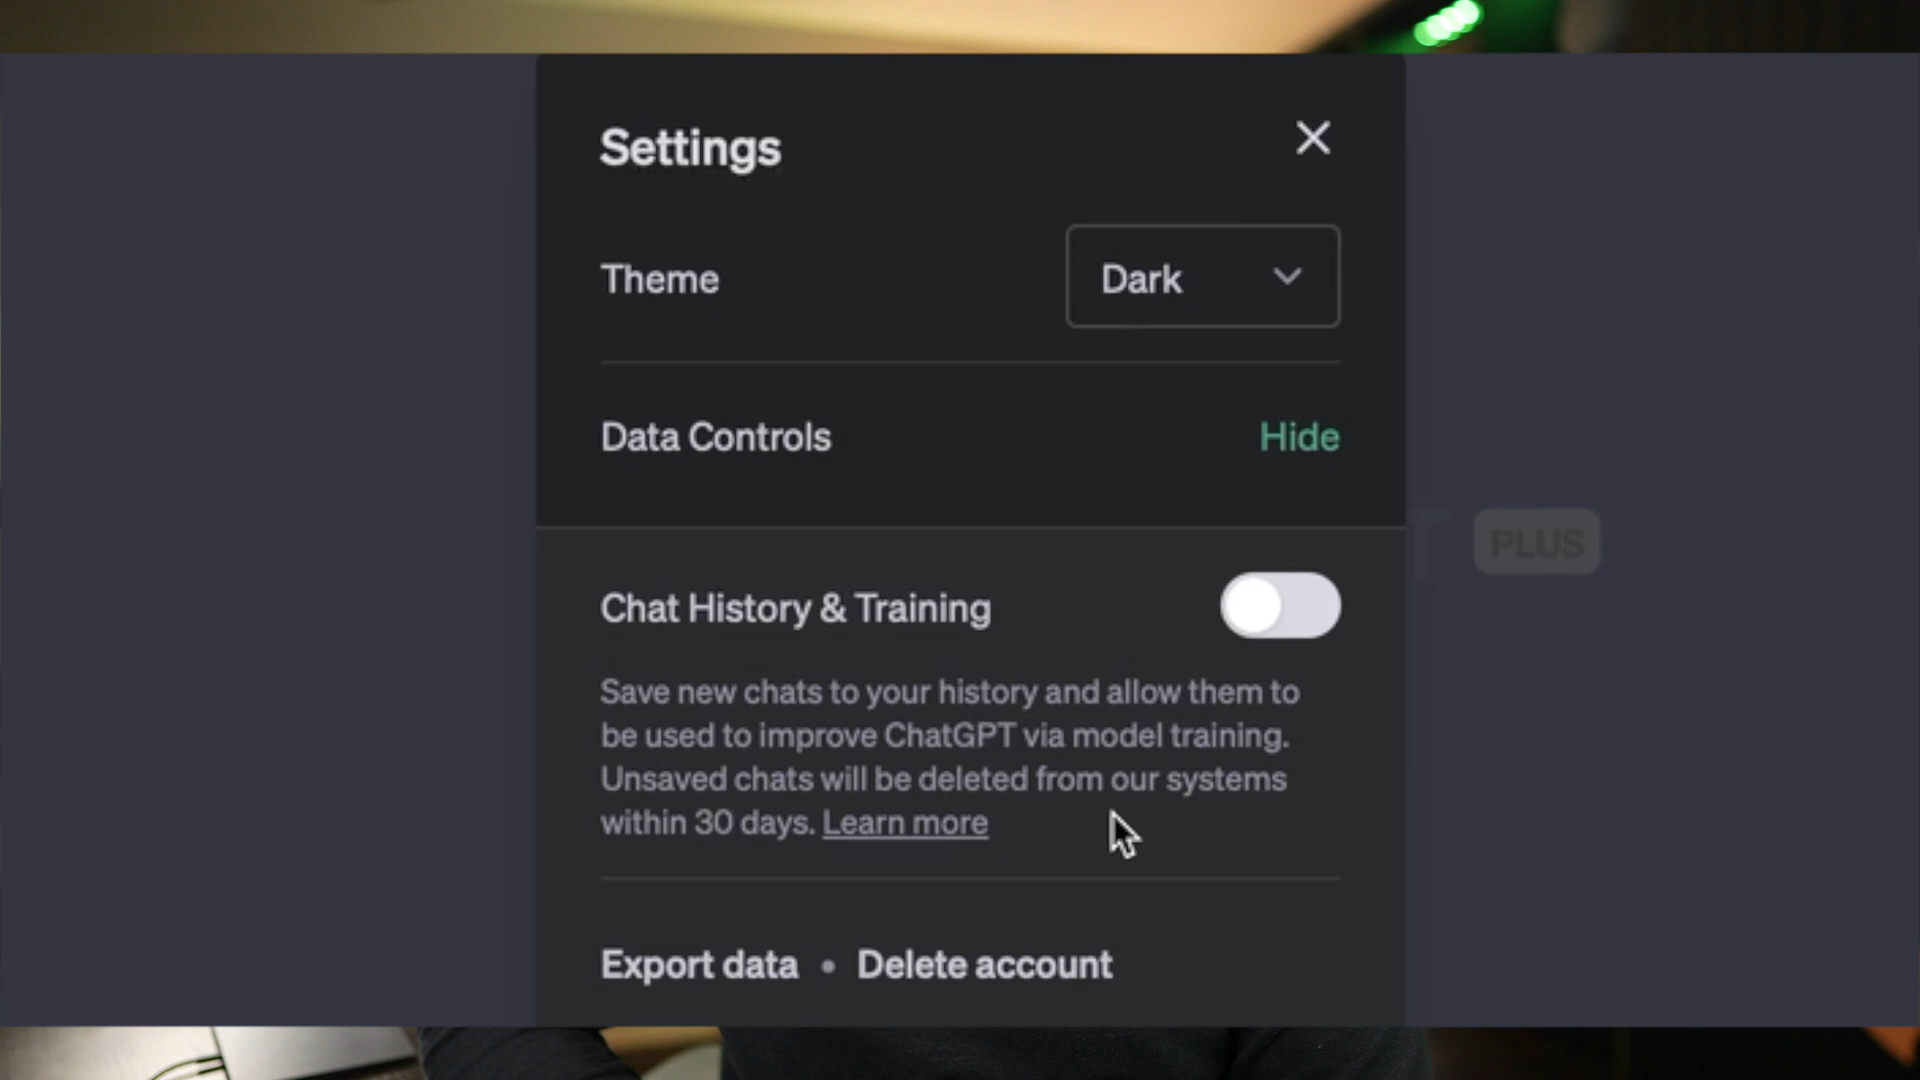 Settings
Theme
Dark
Data Controls
Hide
PLUS
Chat History & Training
Save new chats to your history and allow them to
be used to improve ChatGPT via model training.
Unsaved chats will be deleted from our systems
within 30 days. Learn more
Export data • Delete account